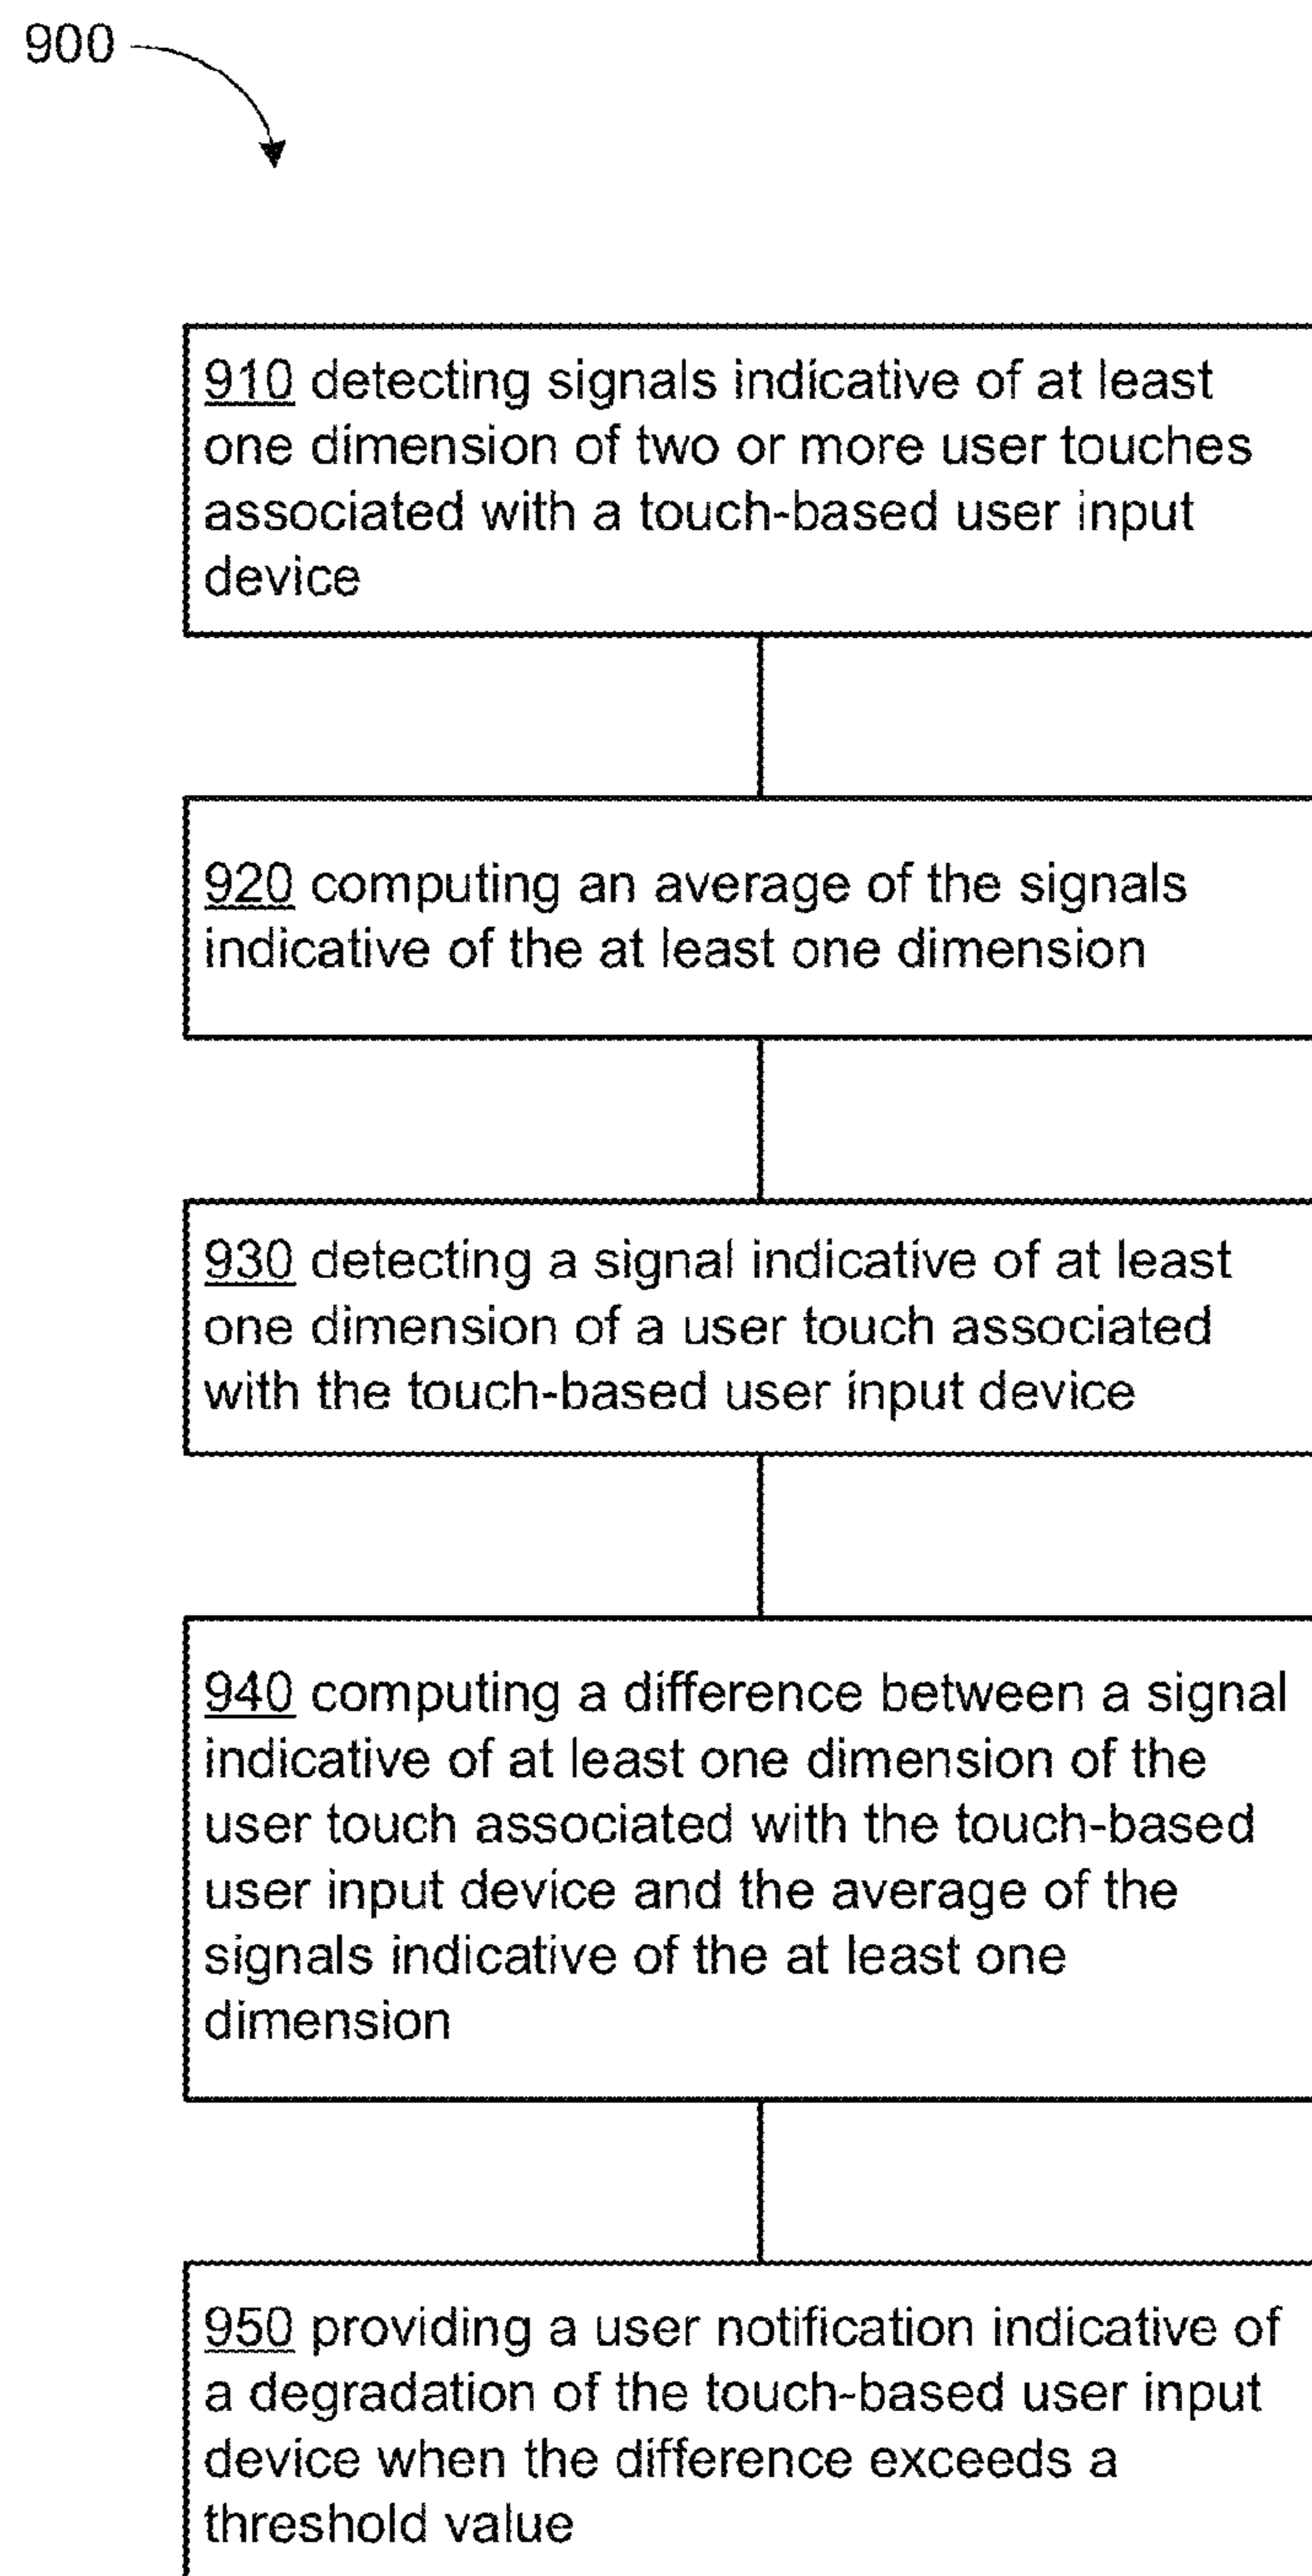 900
910 detecting signals indicative of at least
one dimension of two or more user touches
associated with a touch-based user input
device
920 computing an average of the signals
indicative of the at least one dimension
930 detecting a signal indicative of at least
one dimension of a user touch associated
with the touch-based user input device
940 computing a difference between a signal
indicative of at least one dimension of the
user touch associated with the touch-based
user input device and the average of the
signals indicative of the at least one
dimension
950 providing a user notification indicative of
a degradation of the touch-based user input
device when the difference exceeds a
threshold value